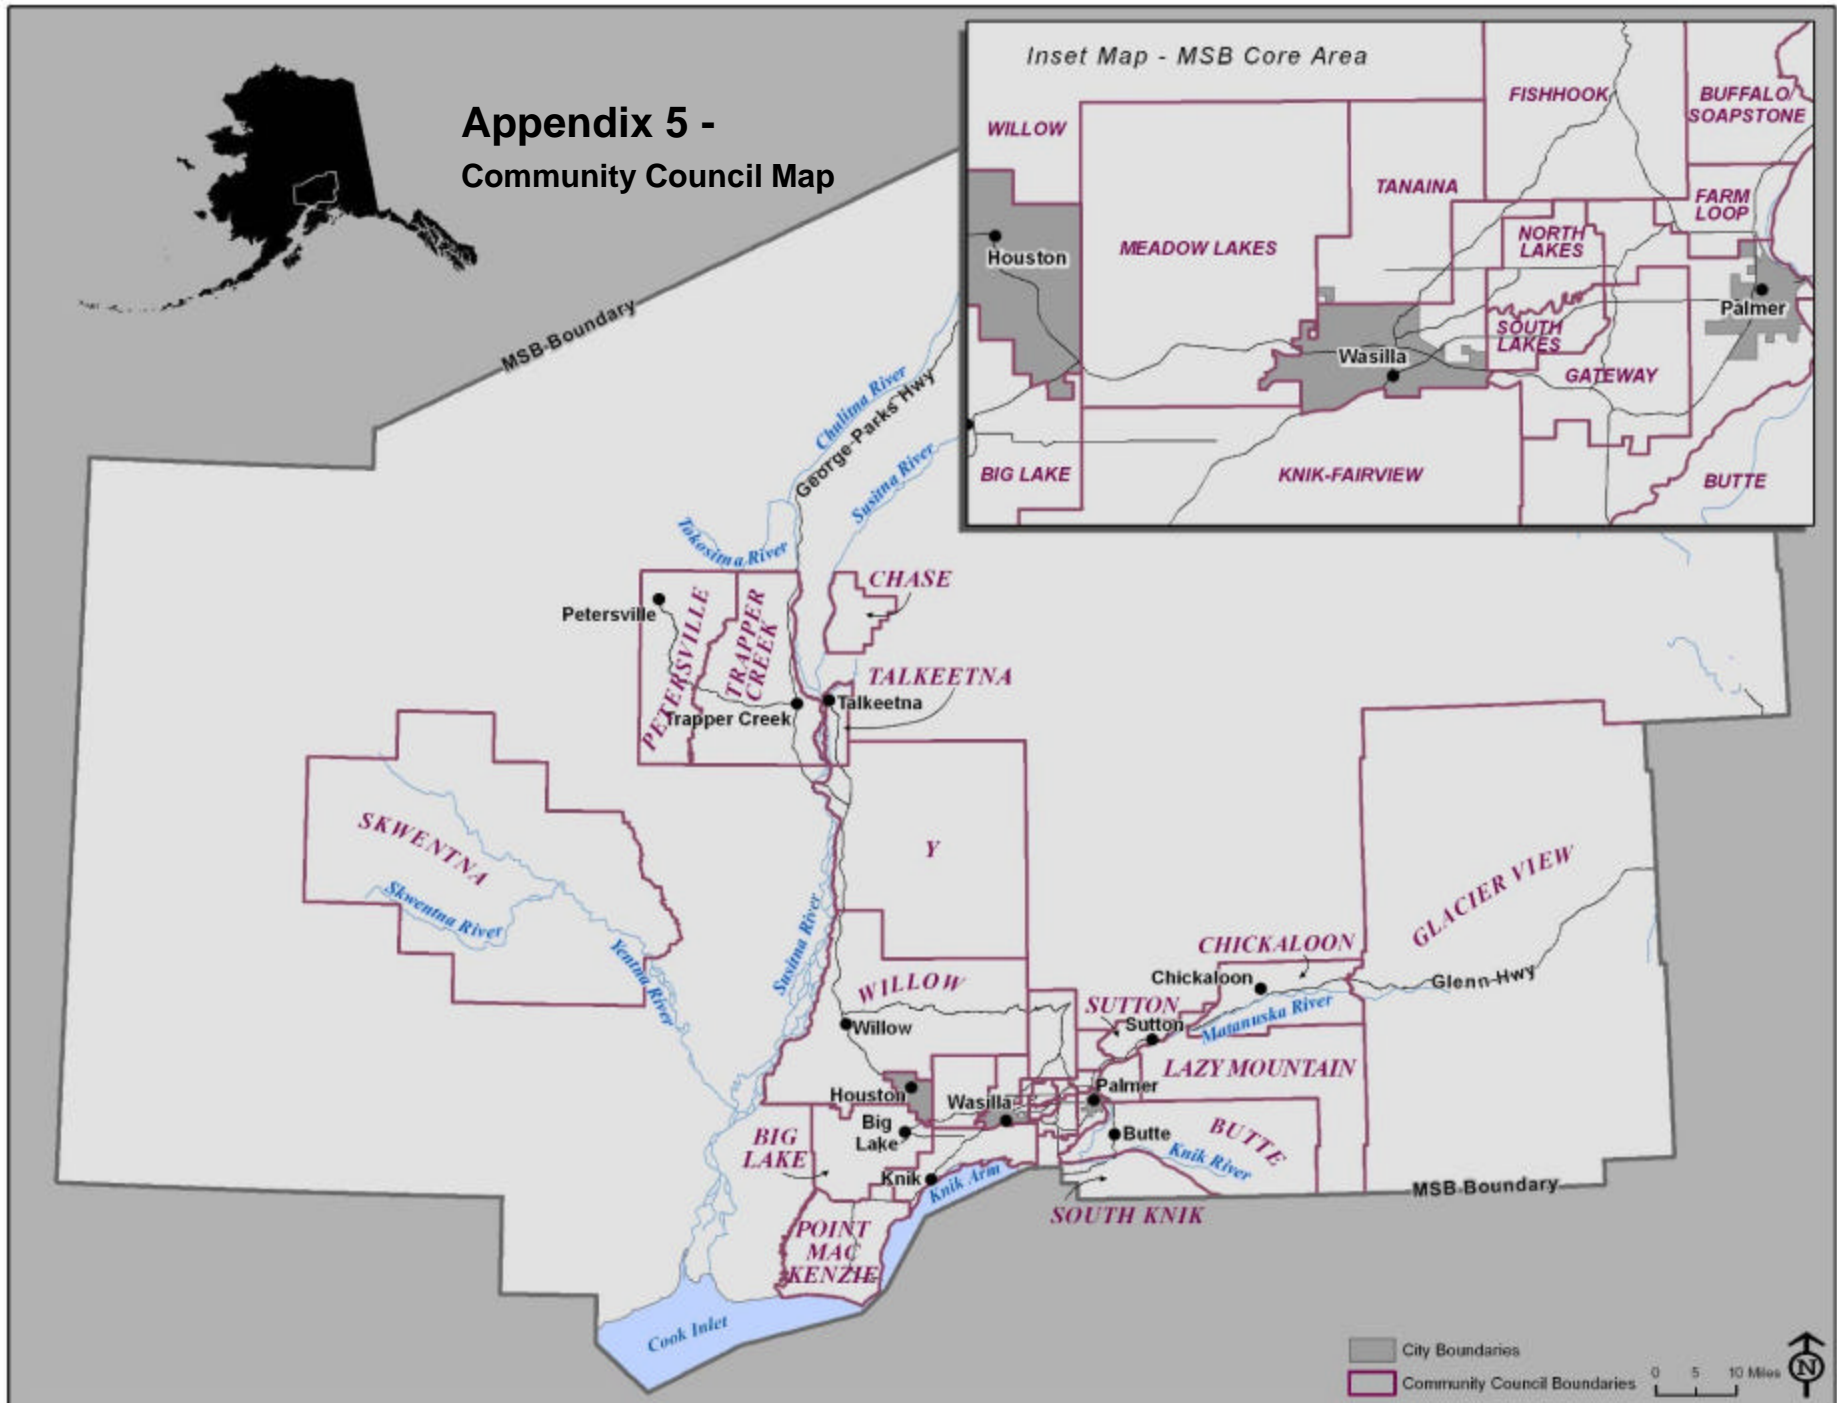 Appendix 5 -
Community Council Map
Inset Map - MSB Core Area
WILLOW
FISHHOOK
BUFFALO/
SOAPSTONE
TANAINA
FARM
LOOP
MEADOW LAKES
NORTH
LAKES
Houston
Palmer
SOUTH
LAKES
Wasilla
GATEWAY
BIG LAKE
KNIK-FAIRVIEW
BUTTE
MSB Boundary
Chulitna River
George Parks Hwy
Susitna River
Tokositna River
CHASE
Petersville
PETERSVILLE
TRAPPER
CREEK
TALKEETNA
Talkeetna
Trapper Creek
SKWENTNA
Skwentna River
Yentna River
Susitna River
Y
GLACIER VIEW
CHICKALOON
Chickaloon
Glenn Hwy
WILLOW
Willow
SUTTON
Sutton
Matanuska River
LAZY MOUNTAIN
Houston
Wasilla
Palmer
Big
Lake
BIG
LAKE
Butte
BUTTE
Knik River
Knik
Knik Arm
MSB Boundary
SOUTH KNIK
POINT
MAC
KENZIE
Cook Inlet
City Boundaries
Community Council Boundaries
0 5 10 Miles
N